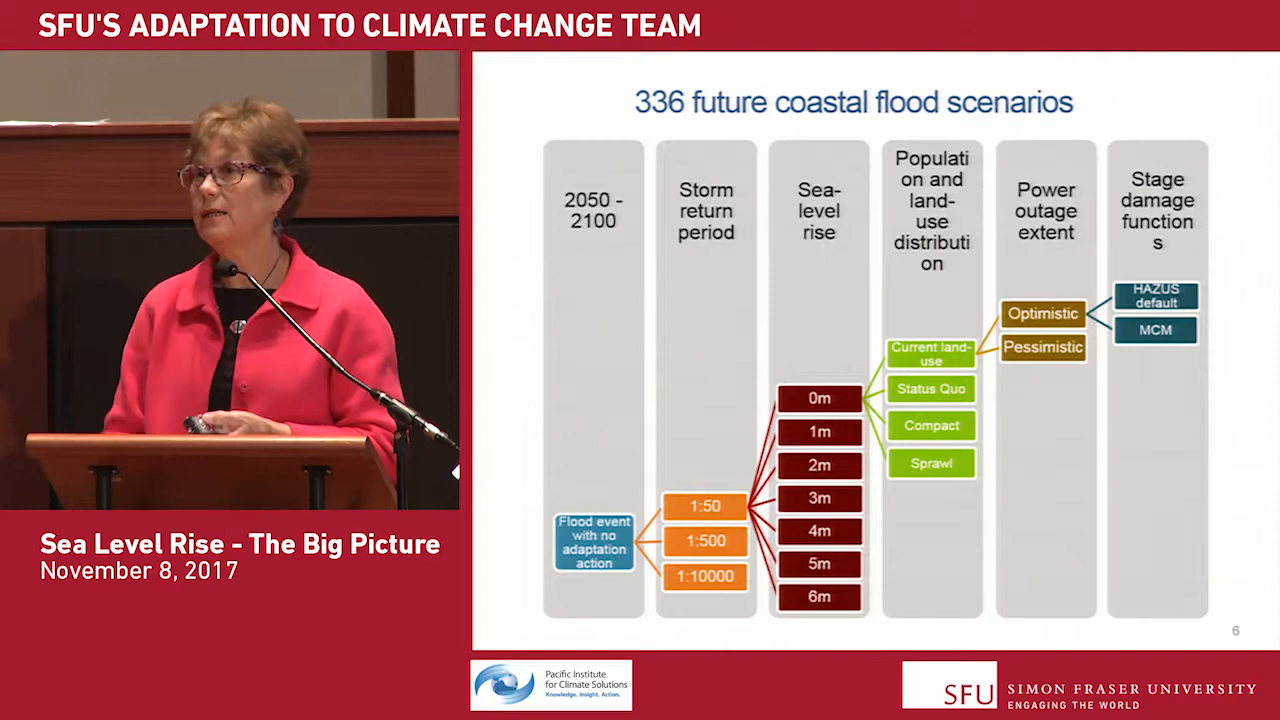 SFU'S ADAPTATION TO CLIMATE CHANGE TEAM
336 future coastal flood scenarios
2050 -
2100
Storm
return
period
Sea-
level
rise
Populati
on and
land-
use
distributi
on
Power
outage
extent
Stage
damage
function
s
Flood event
with no
adaptation
action
1:50
1:500
1:10000
0m
1m
2m
3m
4m
5m
6m
Current land-
use
Status Quo
Compact
Sprawl
Optimistic
Pessimistic
HAZUS
default
MCM
6
Sea Level Rise - The Big Picture
November 8, 2017
Pacific Institute
for Climate Solutions
Knowledge. Insight. Action.
SFU
SIMON FRASER UNIVERSITY
ENGAGING THE WORLD